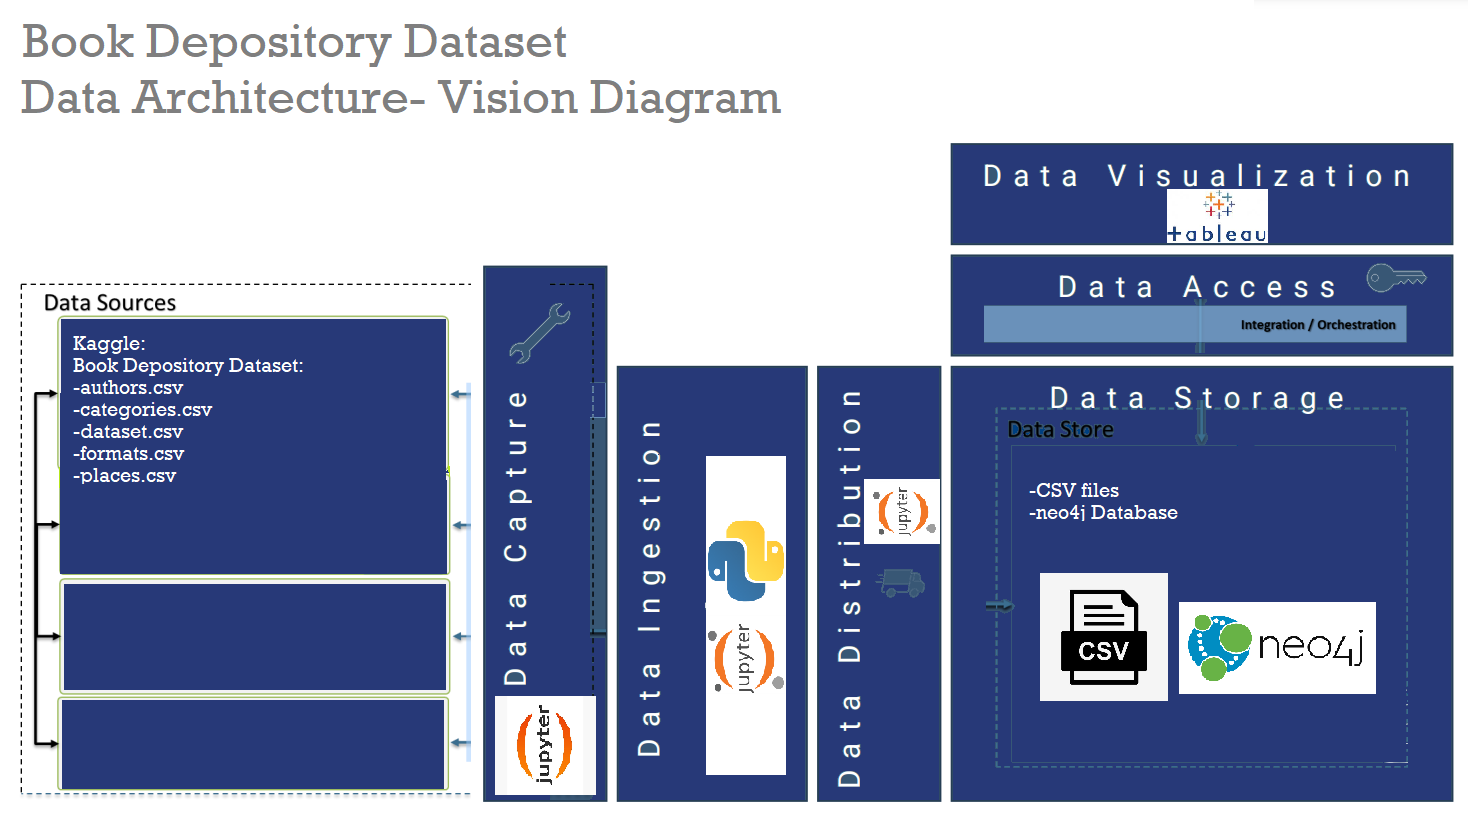 Book Depository Dataset
Data Architecture- Vision Diagram
Data Visualization
+ableau
Data Access
Integration / Orchestration
Data Sources
Kaggle:
Book Depository Dataset:
-authors.csv
-categories.csv
-dataset.csv
-formats.csv
-places.csv
Data Capture
jupyter
Data Ingestion
jupyter
Data Distribution
jupyter
Data Storage
Data Store
-CSV files
-neo4j Database
CSV
neo4j